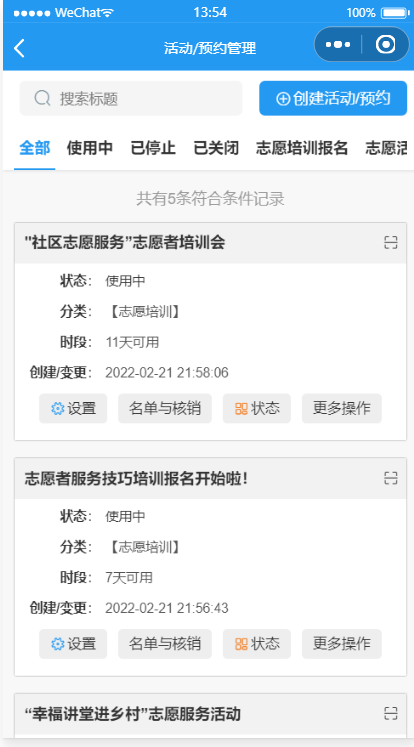 WeChat 13:54 100%
活动/预约管理
搜索标题 创建活动/预约
全部 使用中 已停止 已关闭 志愿培训报名 志愿活
共有5条符合条件记录
"社区志愿服务”志愿者培训会
状态: 使用中
分类: 【志愿培训】
时段: 11天可用
创建/变更: 2022-02-21 21:58:06
设置 名单与核销 状态 更多操作
志愿者服务技巧培训报名开始啦!
状态: 使用中
分类: 【志愿培训】
时段: 7天可用
创建/变更: 2022-02-21 21:56:43
设置 名单与核销 状态 更多操作
“幸福讲堂进乡村”志愿服务活动